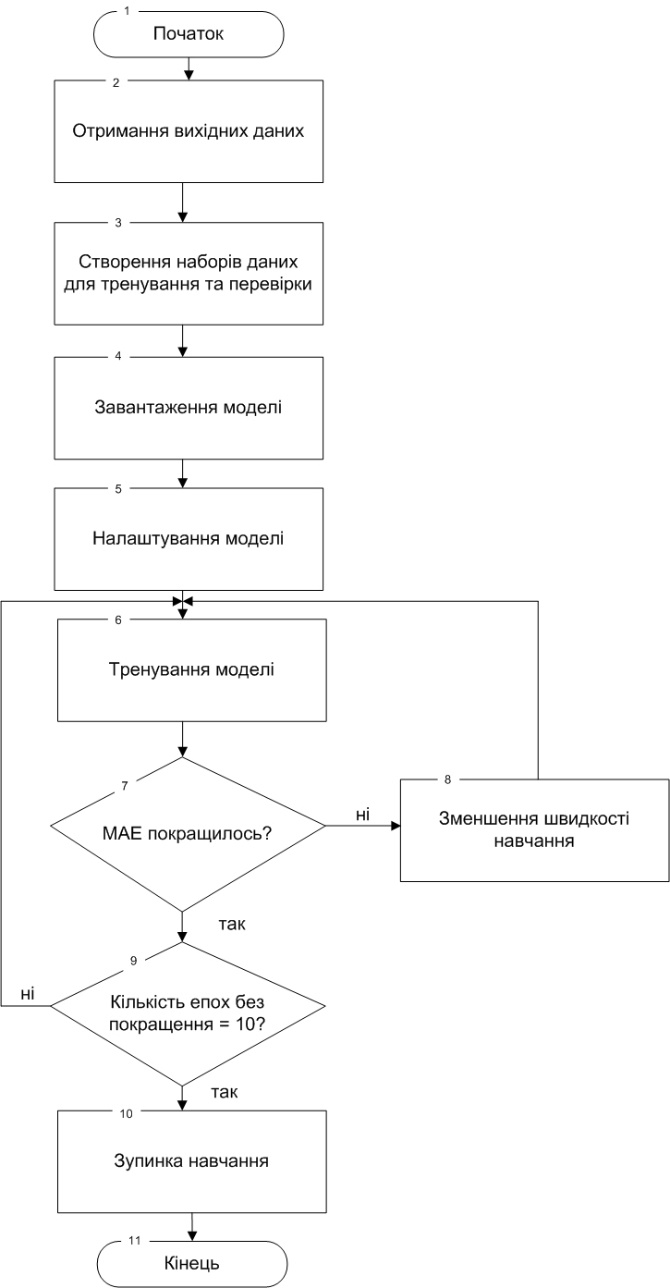 1
Початок
2
Отримання вихідних даних
3
Створення наборів даних
для тренування та перевірки
4
Завантаження моделі
5
Налаштування моделі
6
Тренування моделі
7
МАЕ покращилось?
ні
8
Зменшення швидкості
навчання
так
9
Кількість епох без
покращення = 10?
ні
так
10
Зупинка навчання
11
Кінець